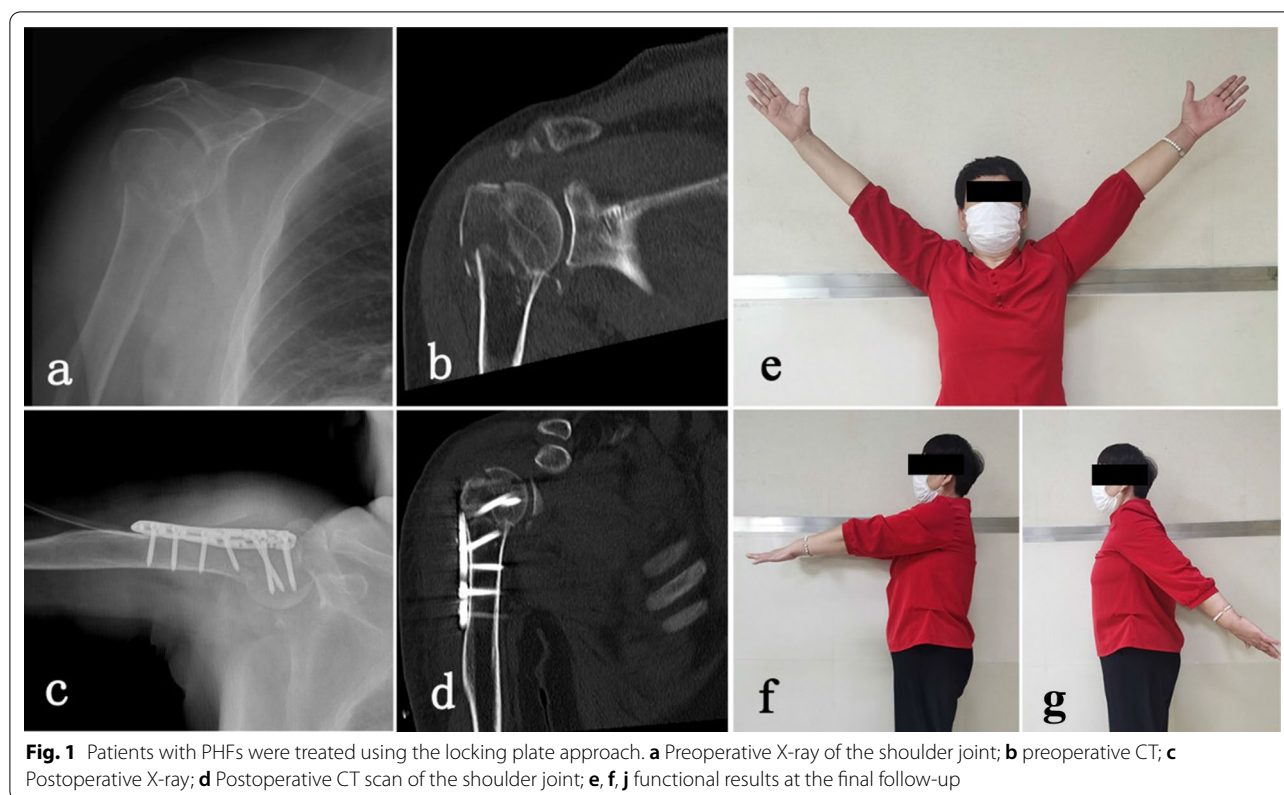 a
b
e
c
d
f
g
Fig. 1 Patients with PHFs were treated using the locking plate approach. a Preoperative X-ray of the shoulder joint; b preoperative CT; c
Postoperative X-ray; d Postoperative CT scan of the shoulder joint; e, f, j functional results at the final follow-up